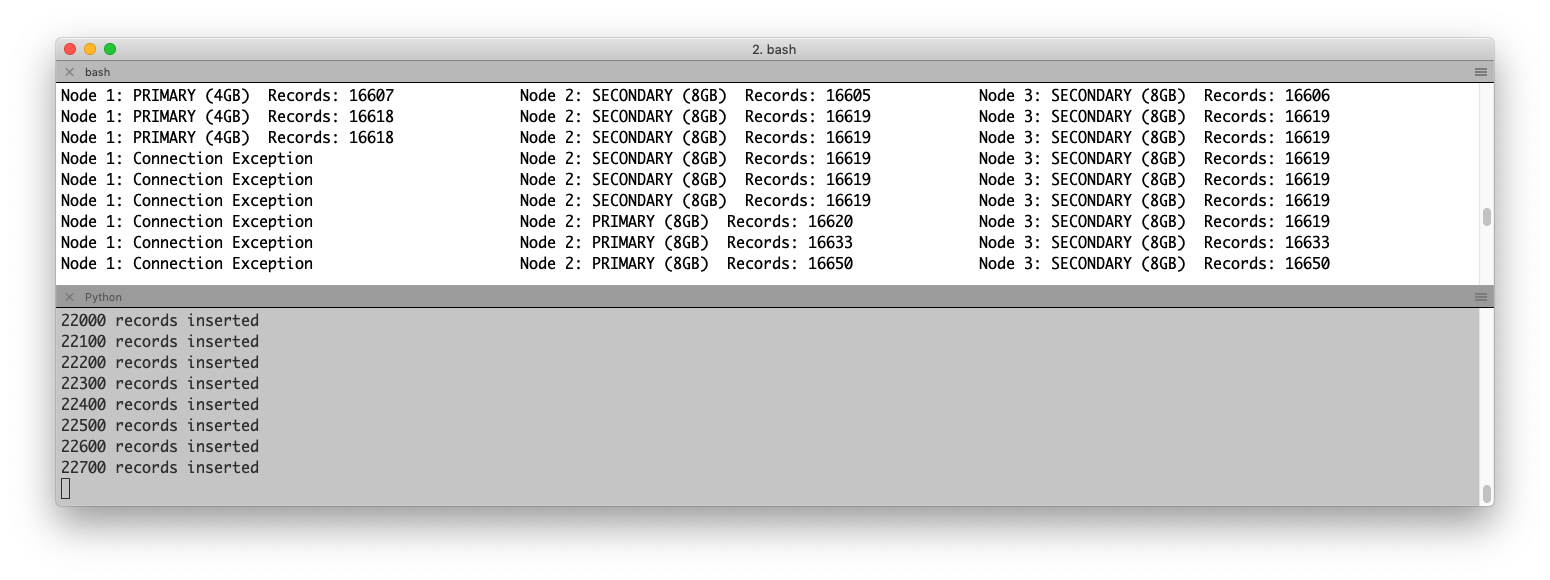 2. bash
bash
Node 1: PRIMARY (4GB)  Records: 16607 Node 2: SECONDARY (8GB)  Records: 16605 Node 3: SECONDARY (8GB)  Records: 16606
Node 1: PRIMARY (4GB)  Records: 16618 Node 2: SECONDARY (8GB)  Records: 16619 Node 3: SECONDARY (8GB)  Records: 16619
Node 1: PRIMARY (4GB)  Records: 16618 Node 2: SECONDARY (8GB)  Records: 16619 Node 3: SECONDARY (8GB)  Records: 16619
Node 1: Connection Exception Node 2: SECONDARY (8GB)  Records: 16619 Node 3: SECONDARY (8GB)  Records: 16619
Node 1: Connection Exception Node 2: SECONDARY (8GB)  Records: 16619 Node 3: SECONDARY (8GB)  Records: 16619
Node 1: Connection Exception Node 2: SECONDARY (8GB)  Records: 16619 Node 3: SECONDARY (8GB)  Records: 16619
Node 1: Connection Exception Node 2: PRIMARY (8GB)  Records: 16620 Node 3: SECONDARY (8GB)  Records: 16619
Node 1: Connection Exception Node 2: PRIMARY (8GB)  Records: 16633 Node 3: SECONDARY (8GB)  Records: 16633
Node 1: Connection Exception Node 2: PRIMARY (8GB)  Records: 16650 Node 3: SECONDARY (8GB)  Records: 16650
Python
22000 records inserted
22100 records inserted
22200 records inserted
22300 records inserted
22400 records inserted
22500 records inserted
22600 records inserted
22700 records inserted